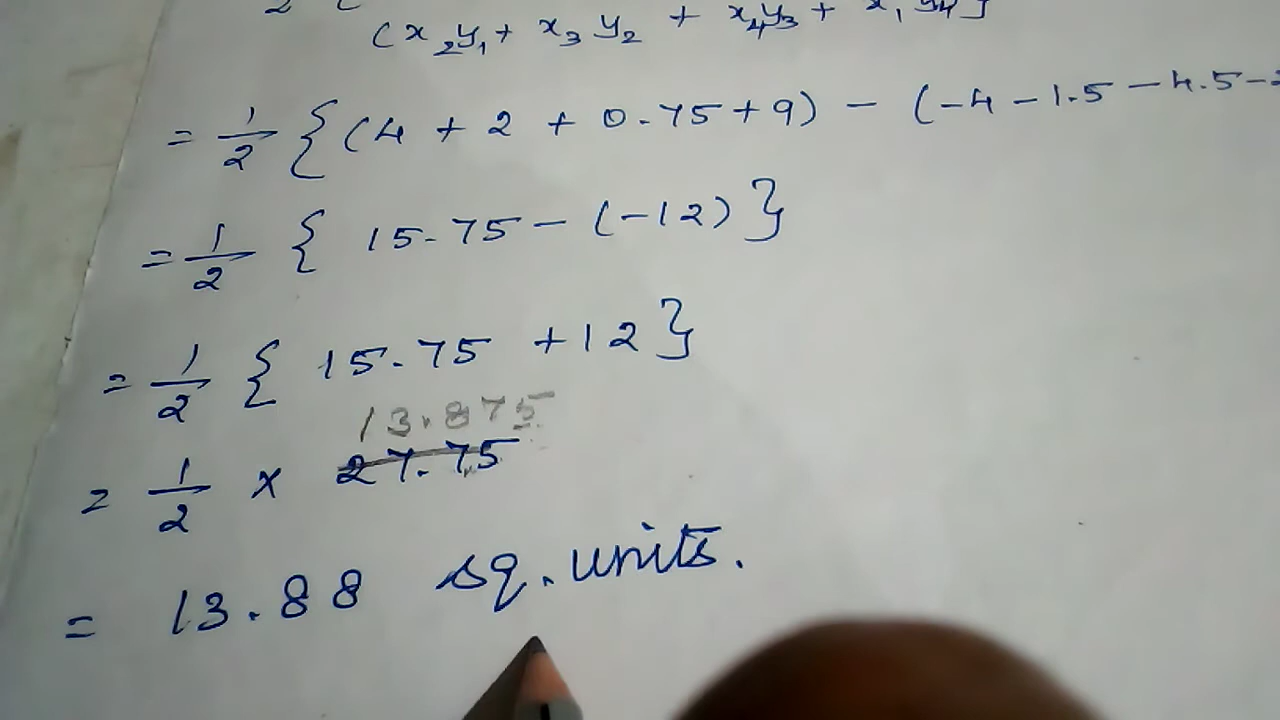 2 {
(x₂y₁ + x₃y₂ + x₄y₃ + x₁y₄}
= 1/2 {(4 + 2 + 0.75 + 9) − (−4 − 1.5 − 4.5 −
= 1/2 { 15.75 − (−12) }
= 1/2 { 15.75 + 12 }
13.875
= 1/2 × 27.75
= 13.88 sq. units.